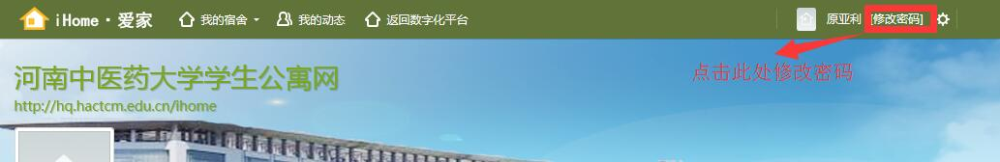 iHome·爱家 我的宿舍 我的动态 返回数字化平台 原亚利 [修改密码]
点击此处修改密码
河南中医药大学学生公寓网
http://hq.hactcm.edu.cn/ihome